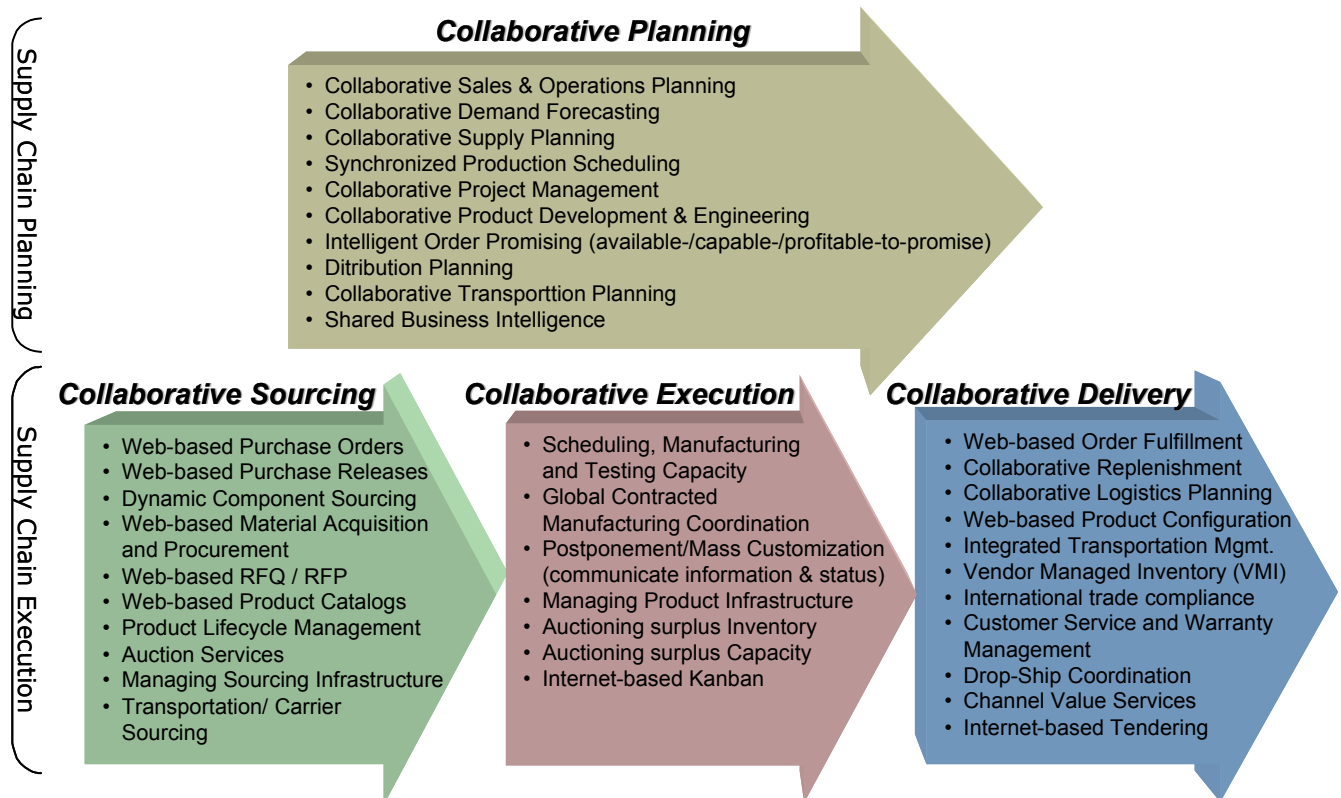 Supply Chain Planning
Collaborative Planning
• Collaborative Sales & Operations Planning
• Collaborative Demand Forecasting
• Collaborative Supply Planning
• Synchronized Production Scheduling
• Collaborative Project Management
• Collaborative Product Development & Engineering
• Intelligent Order Promising (available-/capable-/profitable-to-promise)
• Ditribution Planning
• Collaborative Transporttion Planning
• Shared Business Intelligence
Supply Chain Execution
Collaborative Sourcing
• Web-based Purchase Orders
• Web-based Purchase Releases
• Dynamic Component Sourcing
• Web-based Material Acquisition
and Procurement
• Web-based RFQ / RFP
• Web-based Product Catalogs
• Product Lifecycle Management
• Auction Services
• Managing Sourcing Infrastructure
• Transportation/ Carrier
Sourcing
Collaborative Execution
• Scheduling, Manufacturing
and Testing Capacity
• Global Contracted
Manufacturing Coordination
• Postponement/Mass Customization
(communicate information & status)
• Managing Product Infrastructure
• Auctioning surplus Inventory
• Auctioning surplus Capacity
• Internet-based Kanban
Collaborative Delivery
• Web-based Order Fulfillment
• Collaborative Replenishment
• Collaborative Logistics Planning
• Web-based Product Configuration
• Integrated Transportation Mgmt.
• Vendor Managed Inventory (VMI)
• International trade compliance
• Customer Service and Warranty
Management
• Drop-Ship Coordination
• Channel Value Services
• Internet-based Tendering